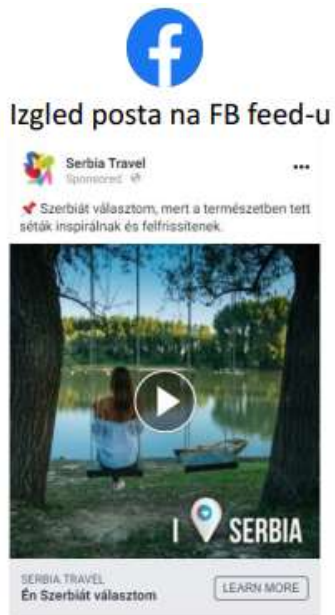 Izgled posta na FB feed-u
Serbia Travel
Sponsored
📌 Szerbiát választom, mert a természetben tett
séták inspirálnak és felfrissítenek.
I SERBIA
SERBIA.TRAVEL
Én Szerbiát választom
LEARN MORE